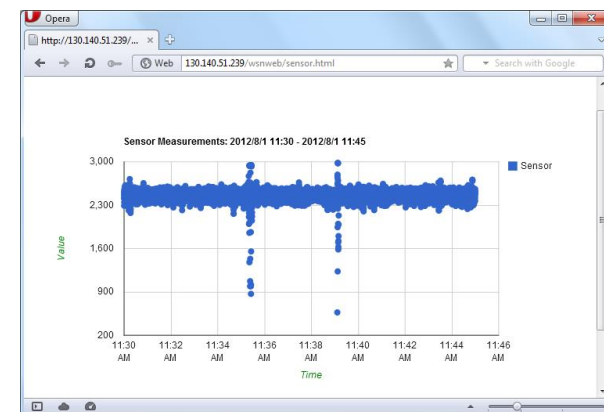 Opera
http://130.140.51.239/...
Web 130.140.51.239/wsnweb/sensor.html Search with Google
Sensor Measurements: 2012/8/1 11:30 - 2012/8/1 11:45
Sensor
3,000
2,300
1,600
900
200
Value
11:30 AM
11:32 AM
11:34 AM
11:36 AM
11:38 AM
11:40 AM
11:42 AM
11:44 AM
11:46 AM
Time